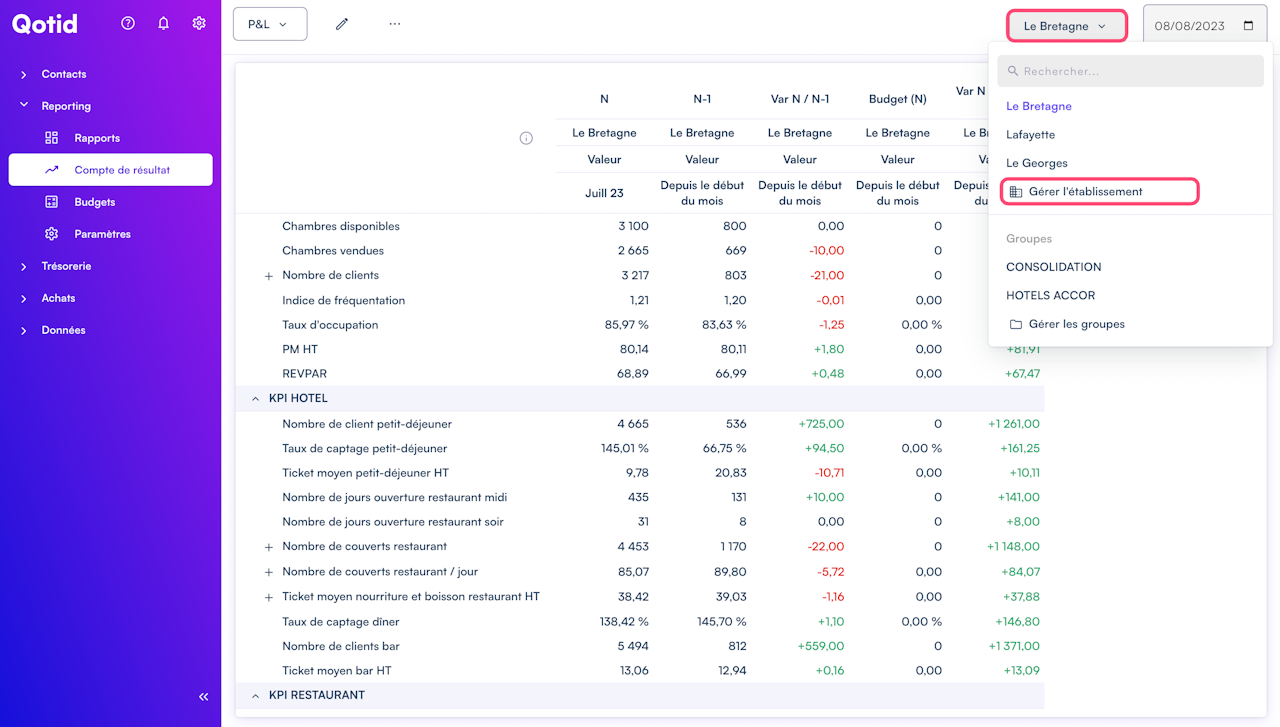 Qotid
Contacts
Reporting
Rapports
Compte de résultat
Budgets
Paramètres
Trésorerie
Achats
Données
P&L
Le Bretagne
08/08/2023
Rechercher...
Le Bretagne
Lafayette
Le Georges
Gérer l'établissement
Groupes
CONSOLIDATION
HOTELS ACCOR
Gérer les groupes
N N-1 Var N / N-1 Budget (N) Var N
Le Bretagne Le Bretagne Le Bretagne Le Bretagne Le B
Valeur Valeur Valeur Valeur Va
Juill 23 Depuis le début du mois Depuis le début du mois Depuis le début du mois Depuis du
Chambres disponibles 3 100 800 0,00 0
Chambres vendues 2 665 669 -10,00 0
Nombre de clients 3 217 803 -21,00 0
Indice de fréquentation 1,21 1,20 -0,01 0,00
Taux d'occupation 85,97 % 83,63 % -1,25 0,00 %
PM HT 80,14 80,11 +1,80 0,00 +81,91
REVPAR 68,89 66,99 +0,48 0,00 +67,47
KPI HOTEL
Nombre de client petit-déjeuner 4 665 536 +725,00 0 +1 261,00
Taux de captage petit-déjeuner 145,01 % 66,75 % +94,50 0,00 % +161,25
Ticket moyen petit-déjeuner HT 9,78 20,83 -10,71 0,00 +10,11
Nombre de jours ouverture restaurant midi 435 131 +10,00 0 +141,00
Nombre de jours ouverture restaurant soir 31 8 0,00 0 +8,00
Nombre de couverts restaurant 4 453 1 170 -22,00 0 +1 148,00
Nombre de couverts restaurant / jour 85,07 89,80 -5,72 0,00 +84,07
Ticket moyen nourriture et boisson restaurant HT 38,42 39,03 -1,16 0,00 +37,88
Taux de captage dîner 138,42 % 145,70 % +1,10 0,00 % +146,80
Nombre de clients bar 5 494 812 +559,00 0 +1 371,00
Ticket moyen bar HT 13,06 12,94 +0,16 0,00 +13,09
KPI RESTAURANT